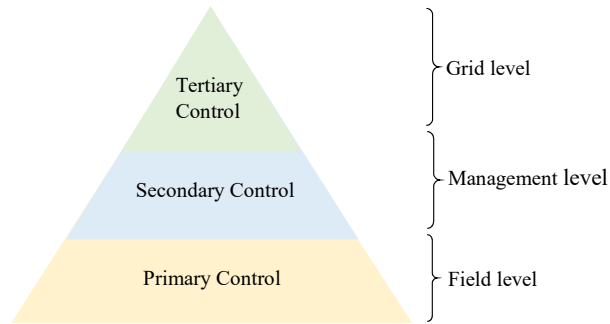 Tertiary
Control
Grid level
Secondary Control
Management level
Primary Control
Field level